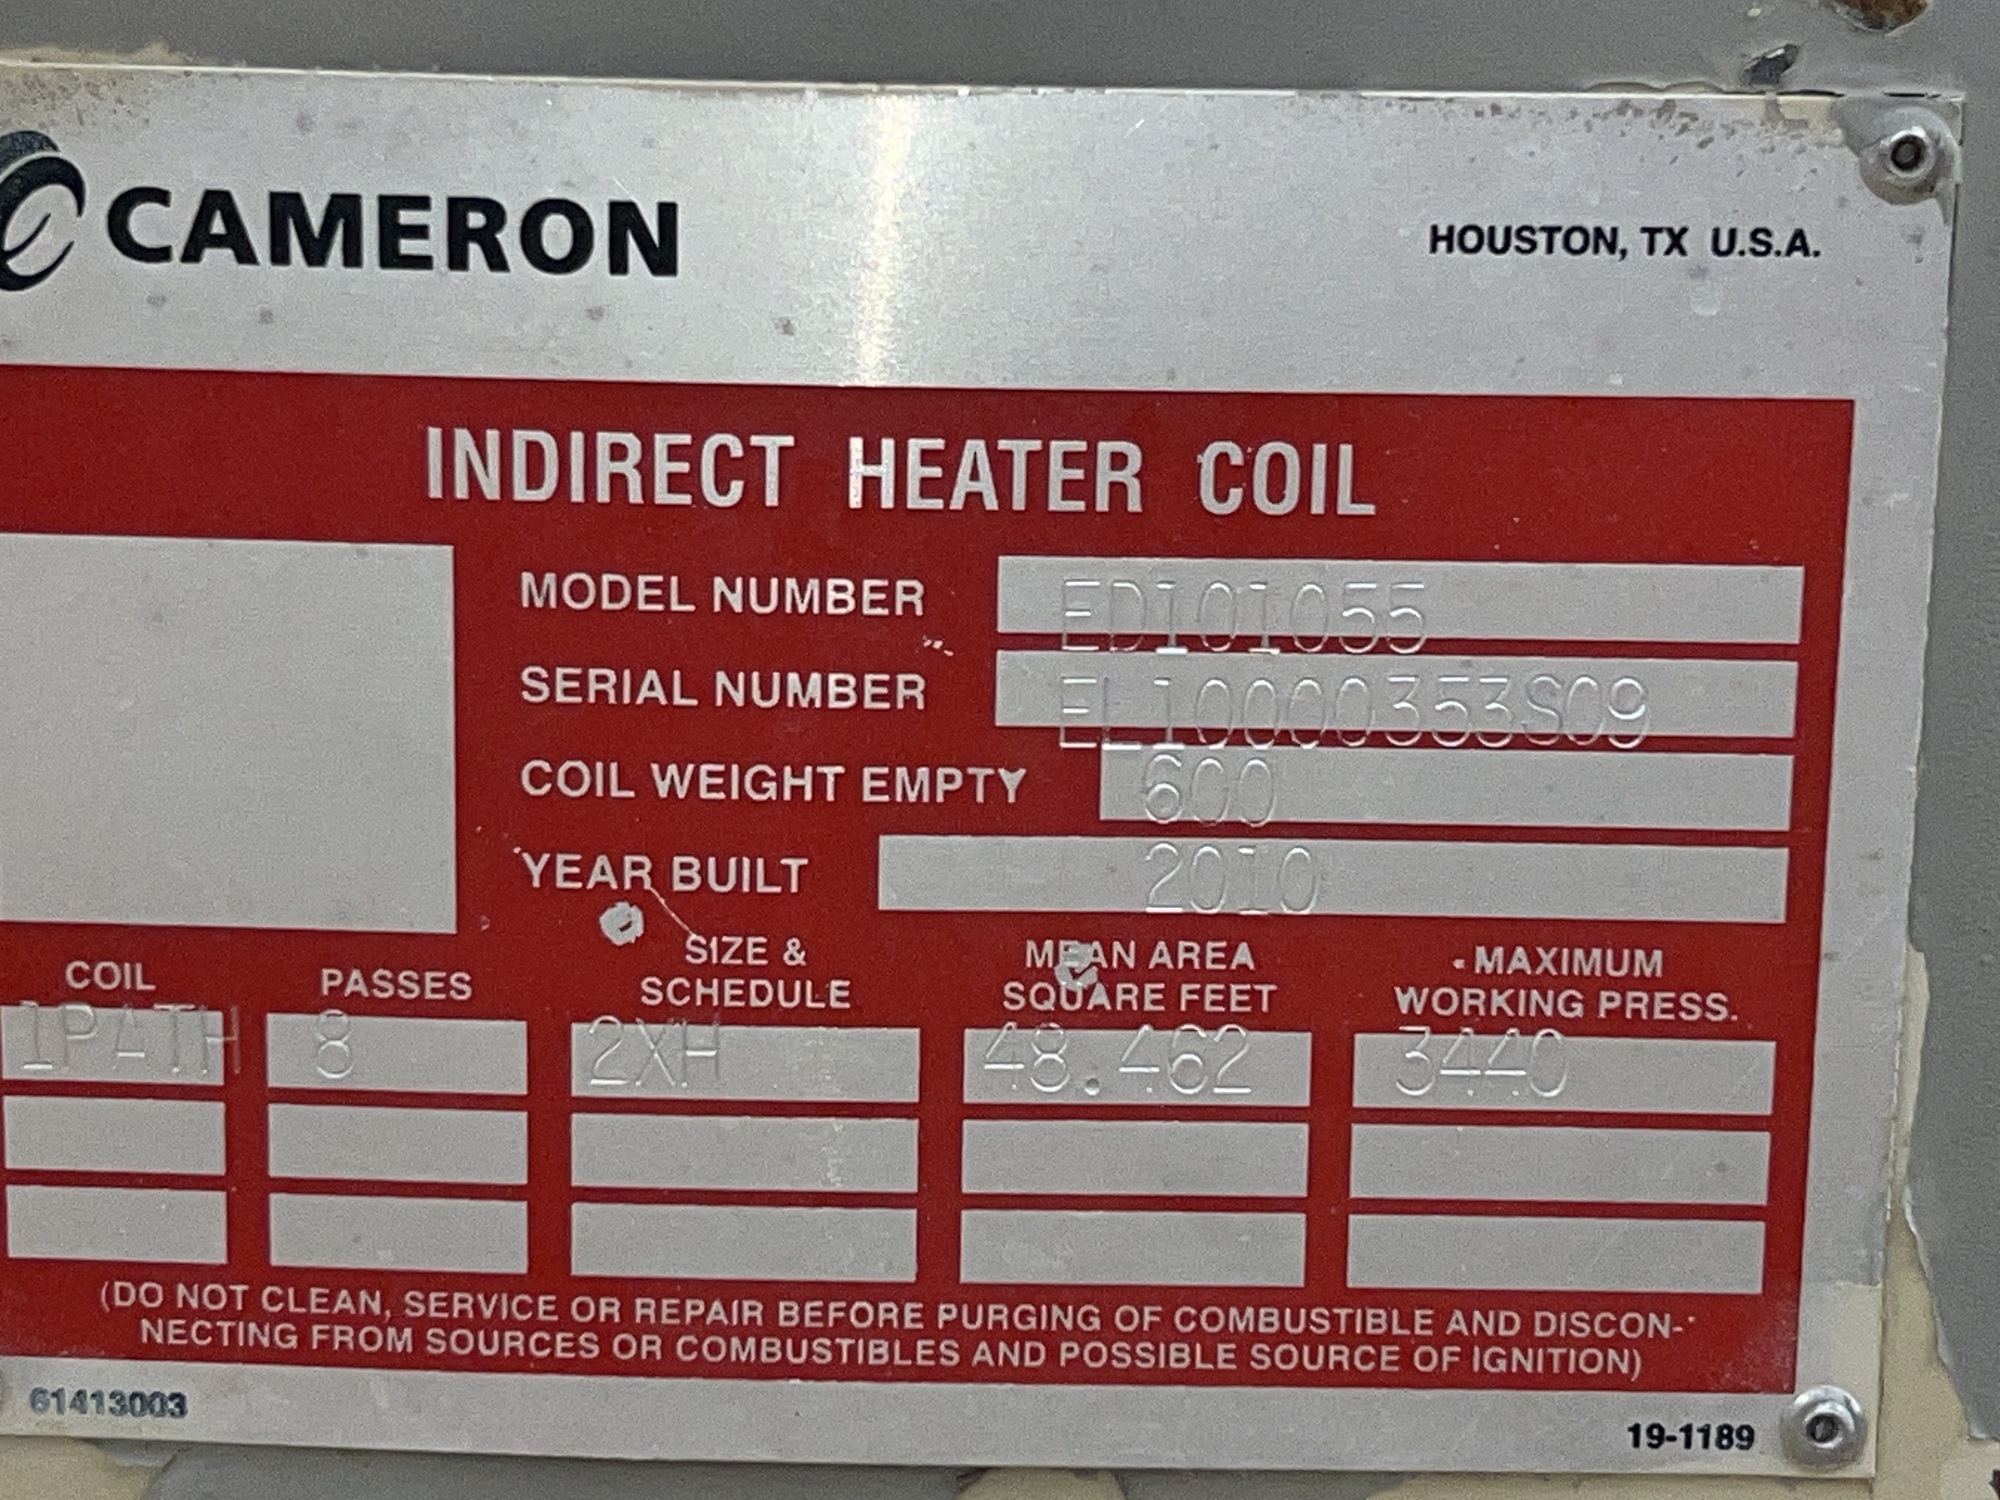 CAMERON
HOUSTON, TX U.S.A.
INDIRECT HEATER COIL
MODEL NUMBER ED101055
SERIAL NUMBER EL10000353S09
COIL WEIGHT EMPTY 600
YEAR BUILT 2010
COIL PASSES SIZE & SCHEDULE MEAN AREA SQUARE FEET MAXIMUM WORKING PRESS.
1PATH 8 2XH 48.462 3440
(DO NOT CLEAN, SERVICE OR REPAIR BEFORE PURGING OF COMBUSTIBLE AND DISCON-
NECTING FROM SOURCES OR COMBUSTIBLES AND POSSIBLE SOURCE OF IGNITION)
61413003
19-1189